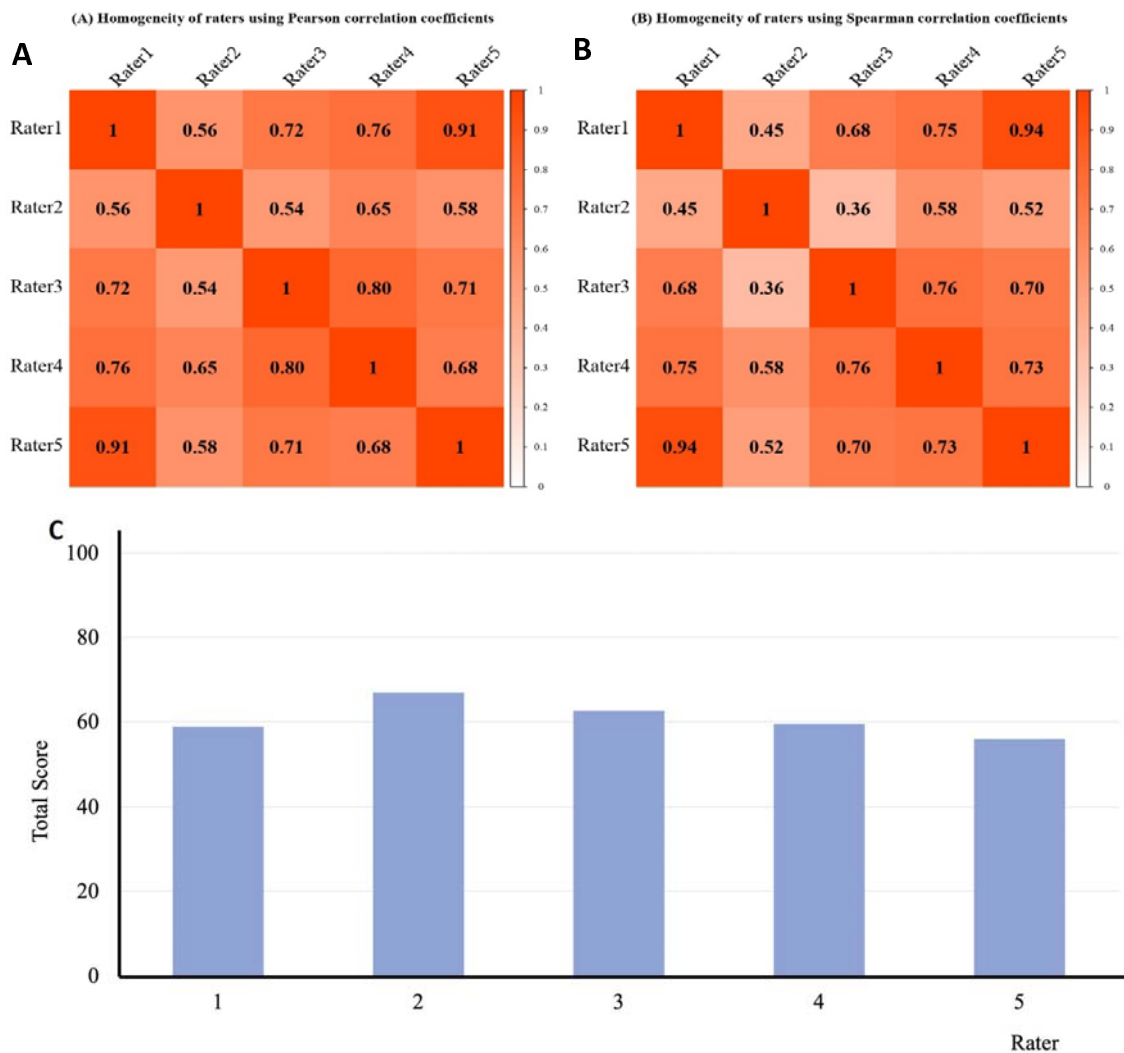 (A) Homogeneity of raters using Pearson correlation coefficients
A
Rater1 Rater2 Rater3 Rater4 Rater5
Rater1 1 0.56 0.72 0.76 0.91
Rater2 0.56 1 0.54 0.65 0.58
Rater3 0.72 0.54 1 0.80 0.71
Rater4 0.76 0.65 0.80 1 0.68
Rater5 0.91 0.58 0.71 0.68 1
1
0.9
0.8
0.7
0.6
0.5
0.4
0.3
0.2
0.1
0
(B) Homogeneity of raters using Spearman correlation coefficients
B
Rater1 Rater2 Rater3 Rater4 Rater5
Rater1 1 0.45 0.68 0.75 0.94
Rater2 0.45 1 0.36 0.58 0.52
Rater3 0.68 0.36 1 0.76 0.70
Rater4 0.75 0.58 0.76 1 0.73
Rater5 0.94 0.52 0.70 0.73 1
1
0.9
0.8
0.7
0.6
0.5
0.4
0.3
0.2
0.1
0
C
Total Score
100
80
60
40
20
0
1 2 3 4 5
Rater